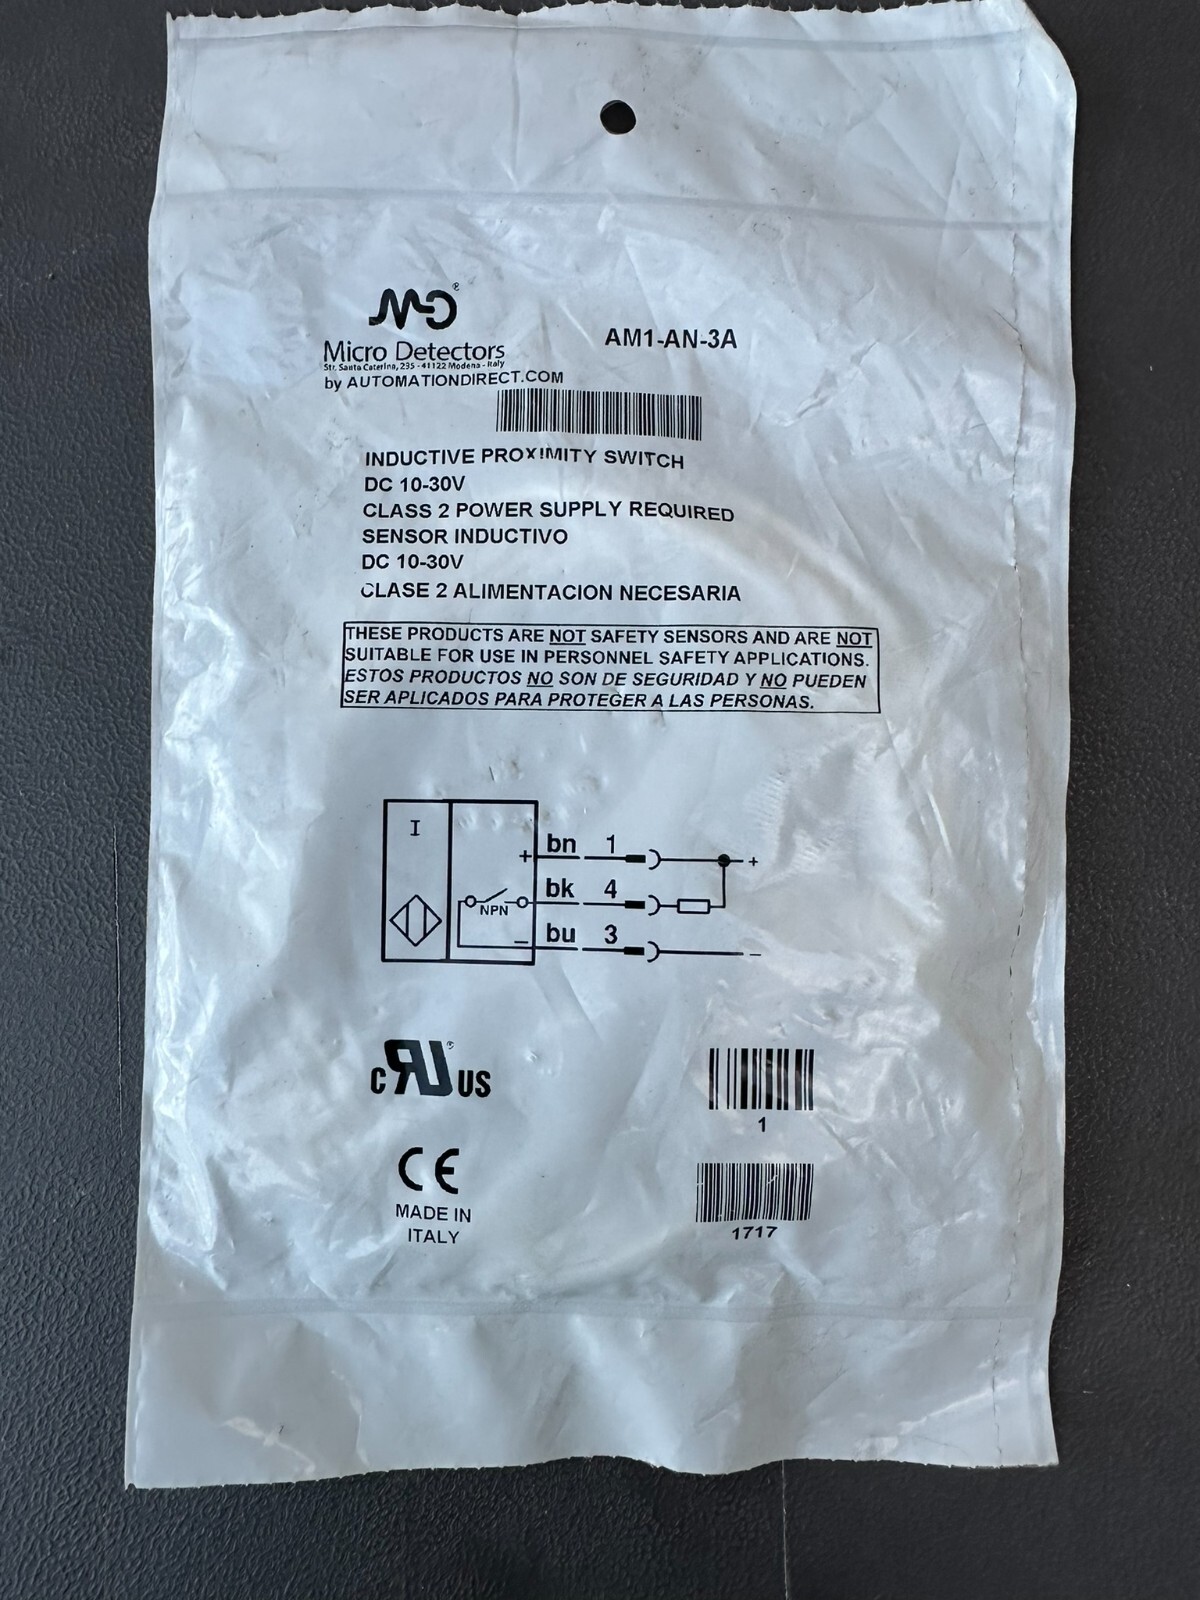 MD®
AM1-AN-3A
Micro Detectors
Str. Santa Caterina, 235 - 41122 Modena - Italy
by AUTOMATIONDIRECT.COM
INDUCTIVE PROXIMITY SWITCH
DC 10-30V
CLASS 2 POWER SUPPLY REQUIRED
SENSOR INDUCTIVO
DC 10-30V
CLASE 2 ALIMENTACION NECESARIA
THESE PRODUCTS ARE NOT SAFETY SENSORS AND ARE NOT
SUITABLE FOR USE IN PERSONNEL SAFETY APPLICATIONS.
ESTOS PRODUCTOS NO SON DE SEGURIDAD Y NO PUEDEN
SER APLICADOS PARA PROTEGER A LAS PERSONAS.
I
+ bn 1 +
NPN bk 4
− bu 3 −
c RU® US
1
CE
MADE IN
ITALY
1717